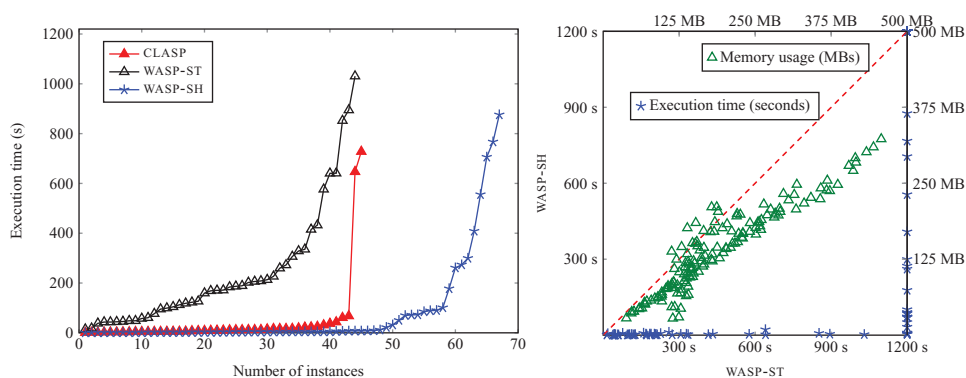 1200
1000
800
600
400
200
0
0 10 20 30 40 50 60 70
Execution time (s)
Number of instances
CLASP
WASP-ST
WASP-SH
125 MB 250 MB 375 MB 500 MB
1200 s
900 s
600 s
300 s
500 MB
375 MB
250 MB
125 MB
Memory usage (MBs)
Execution time (seconds)
WASP-SH
300 s 600 s 900 s 1200 s
WASP-ST